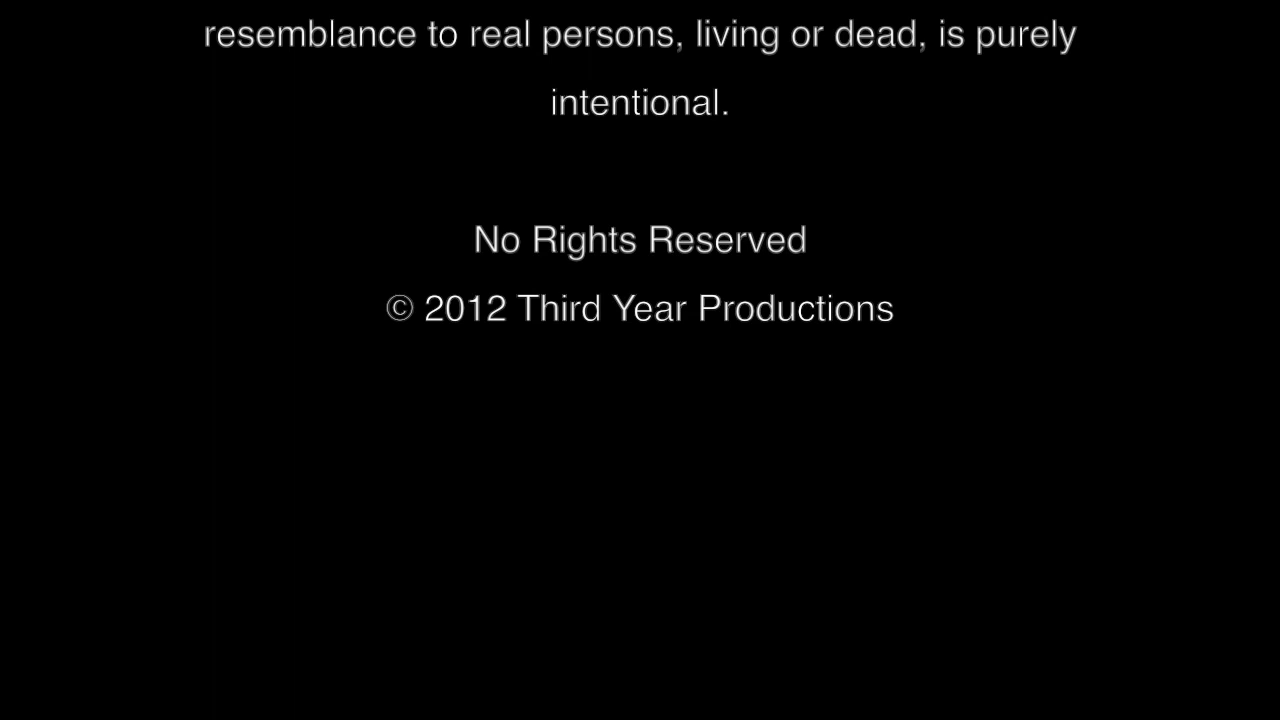 resemblance to real persons, living or dead, is purely
intentional.
No Rights Reserved
© 2012 Third Year Productions